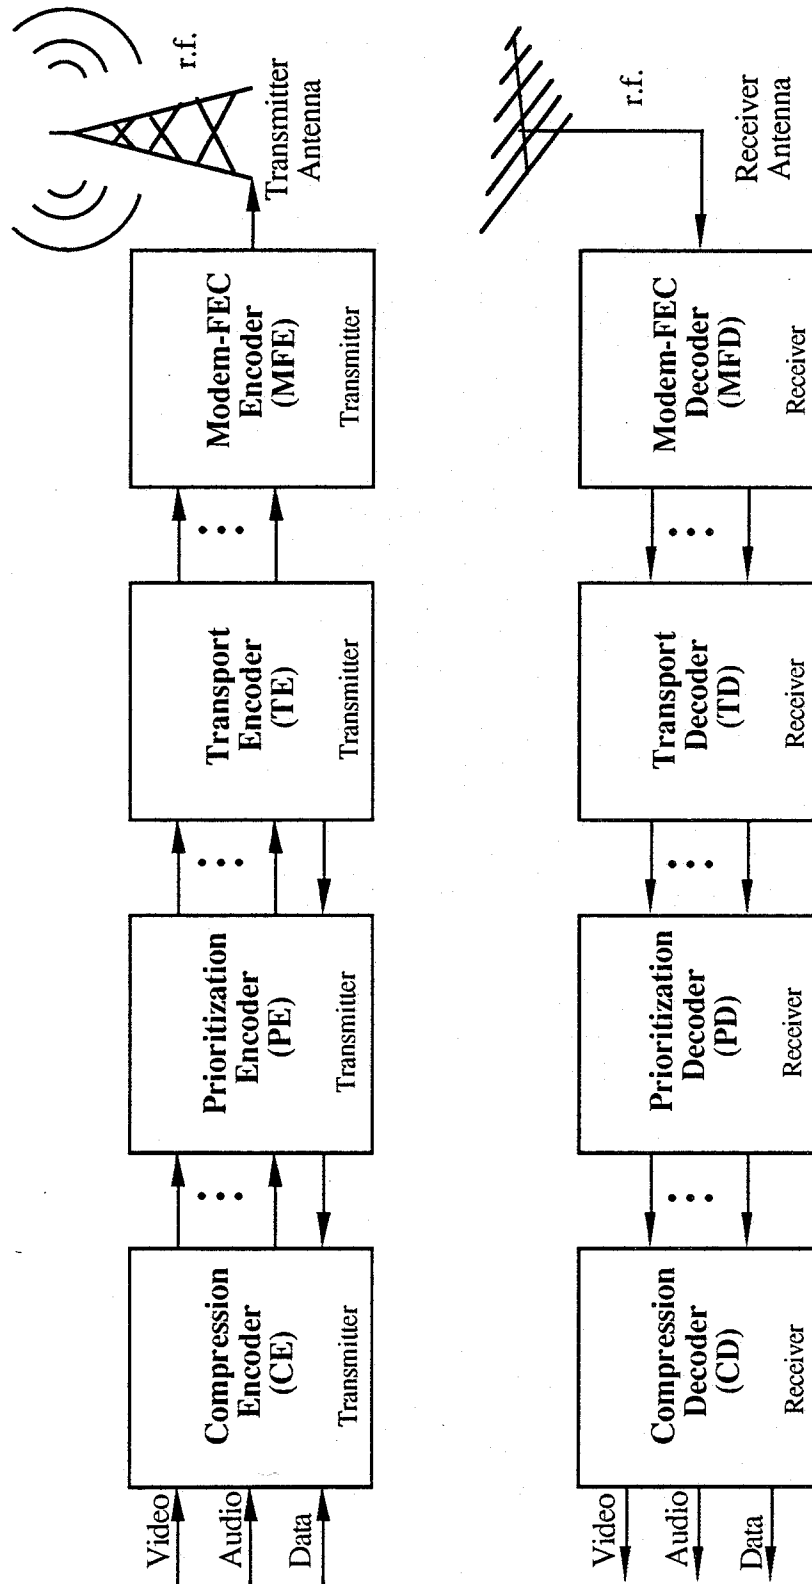 Video
Audio
Data
Compression
Encoder
(CE)
Transmitter
Prioritization
Encoder
(PE)
Transmitter
Transport
Encoder
(TE)
Transmitter
Modem-FEC
Encoder
(MFE)
Transmitter
r.f.
Transmitter
Antenna
Video
Audio
Data
Compression
Decoder
(CD)
Receiver
Prioritization
Decoder
(PD)
Receiver
Transport
Decoder
(TD)
Receiver
Modem-FEC
Decoder
(MFD)
Receiver
r.f.
Receiver
Antenna